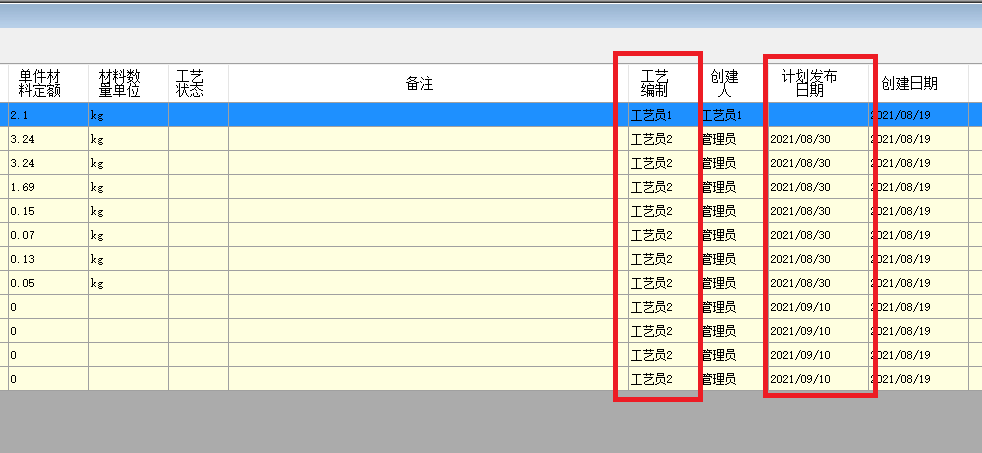 单件材料定额 材料数量单位 工艺状态 备注 工艺编制 创建人 计划发布日期 创建日期
2.1 kg 工艺员1 工艺员1 2021/08/19
3.24 kg 工艺员2 管理员 2021/08/30 2021/08/19
3.24 kg 工艺员2 管理员 2021/08/30 2021/08/19
1.69 kg 工艺员2 管理员 2021/08/30 2021/08/19
0.15 kg 工艺员2 管理员 2021/08/30 2021/08/19
0.07 kg 工艺员2 管理员 2021/08/30 2021/08/19
0.13 kg 工艺员2 管理员 2021/08/30 2021/08/19
0.05 kg 工艺员2 管理员 2021/08/30 2021/08/19
0 工艺员2 管理员 2021/09/10 2021/08/19
0 工艺员2 管理员 2021/09/10 2021/08/19
0 工艺员2 管理员 2021/09/10 2021/08/19
0 工艺员2 管理员 2021/09/10 2021/08/19